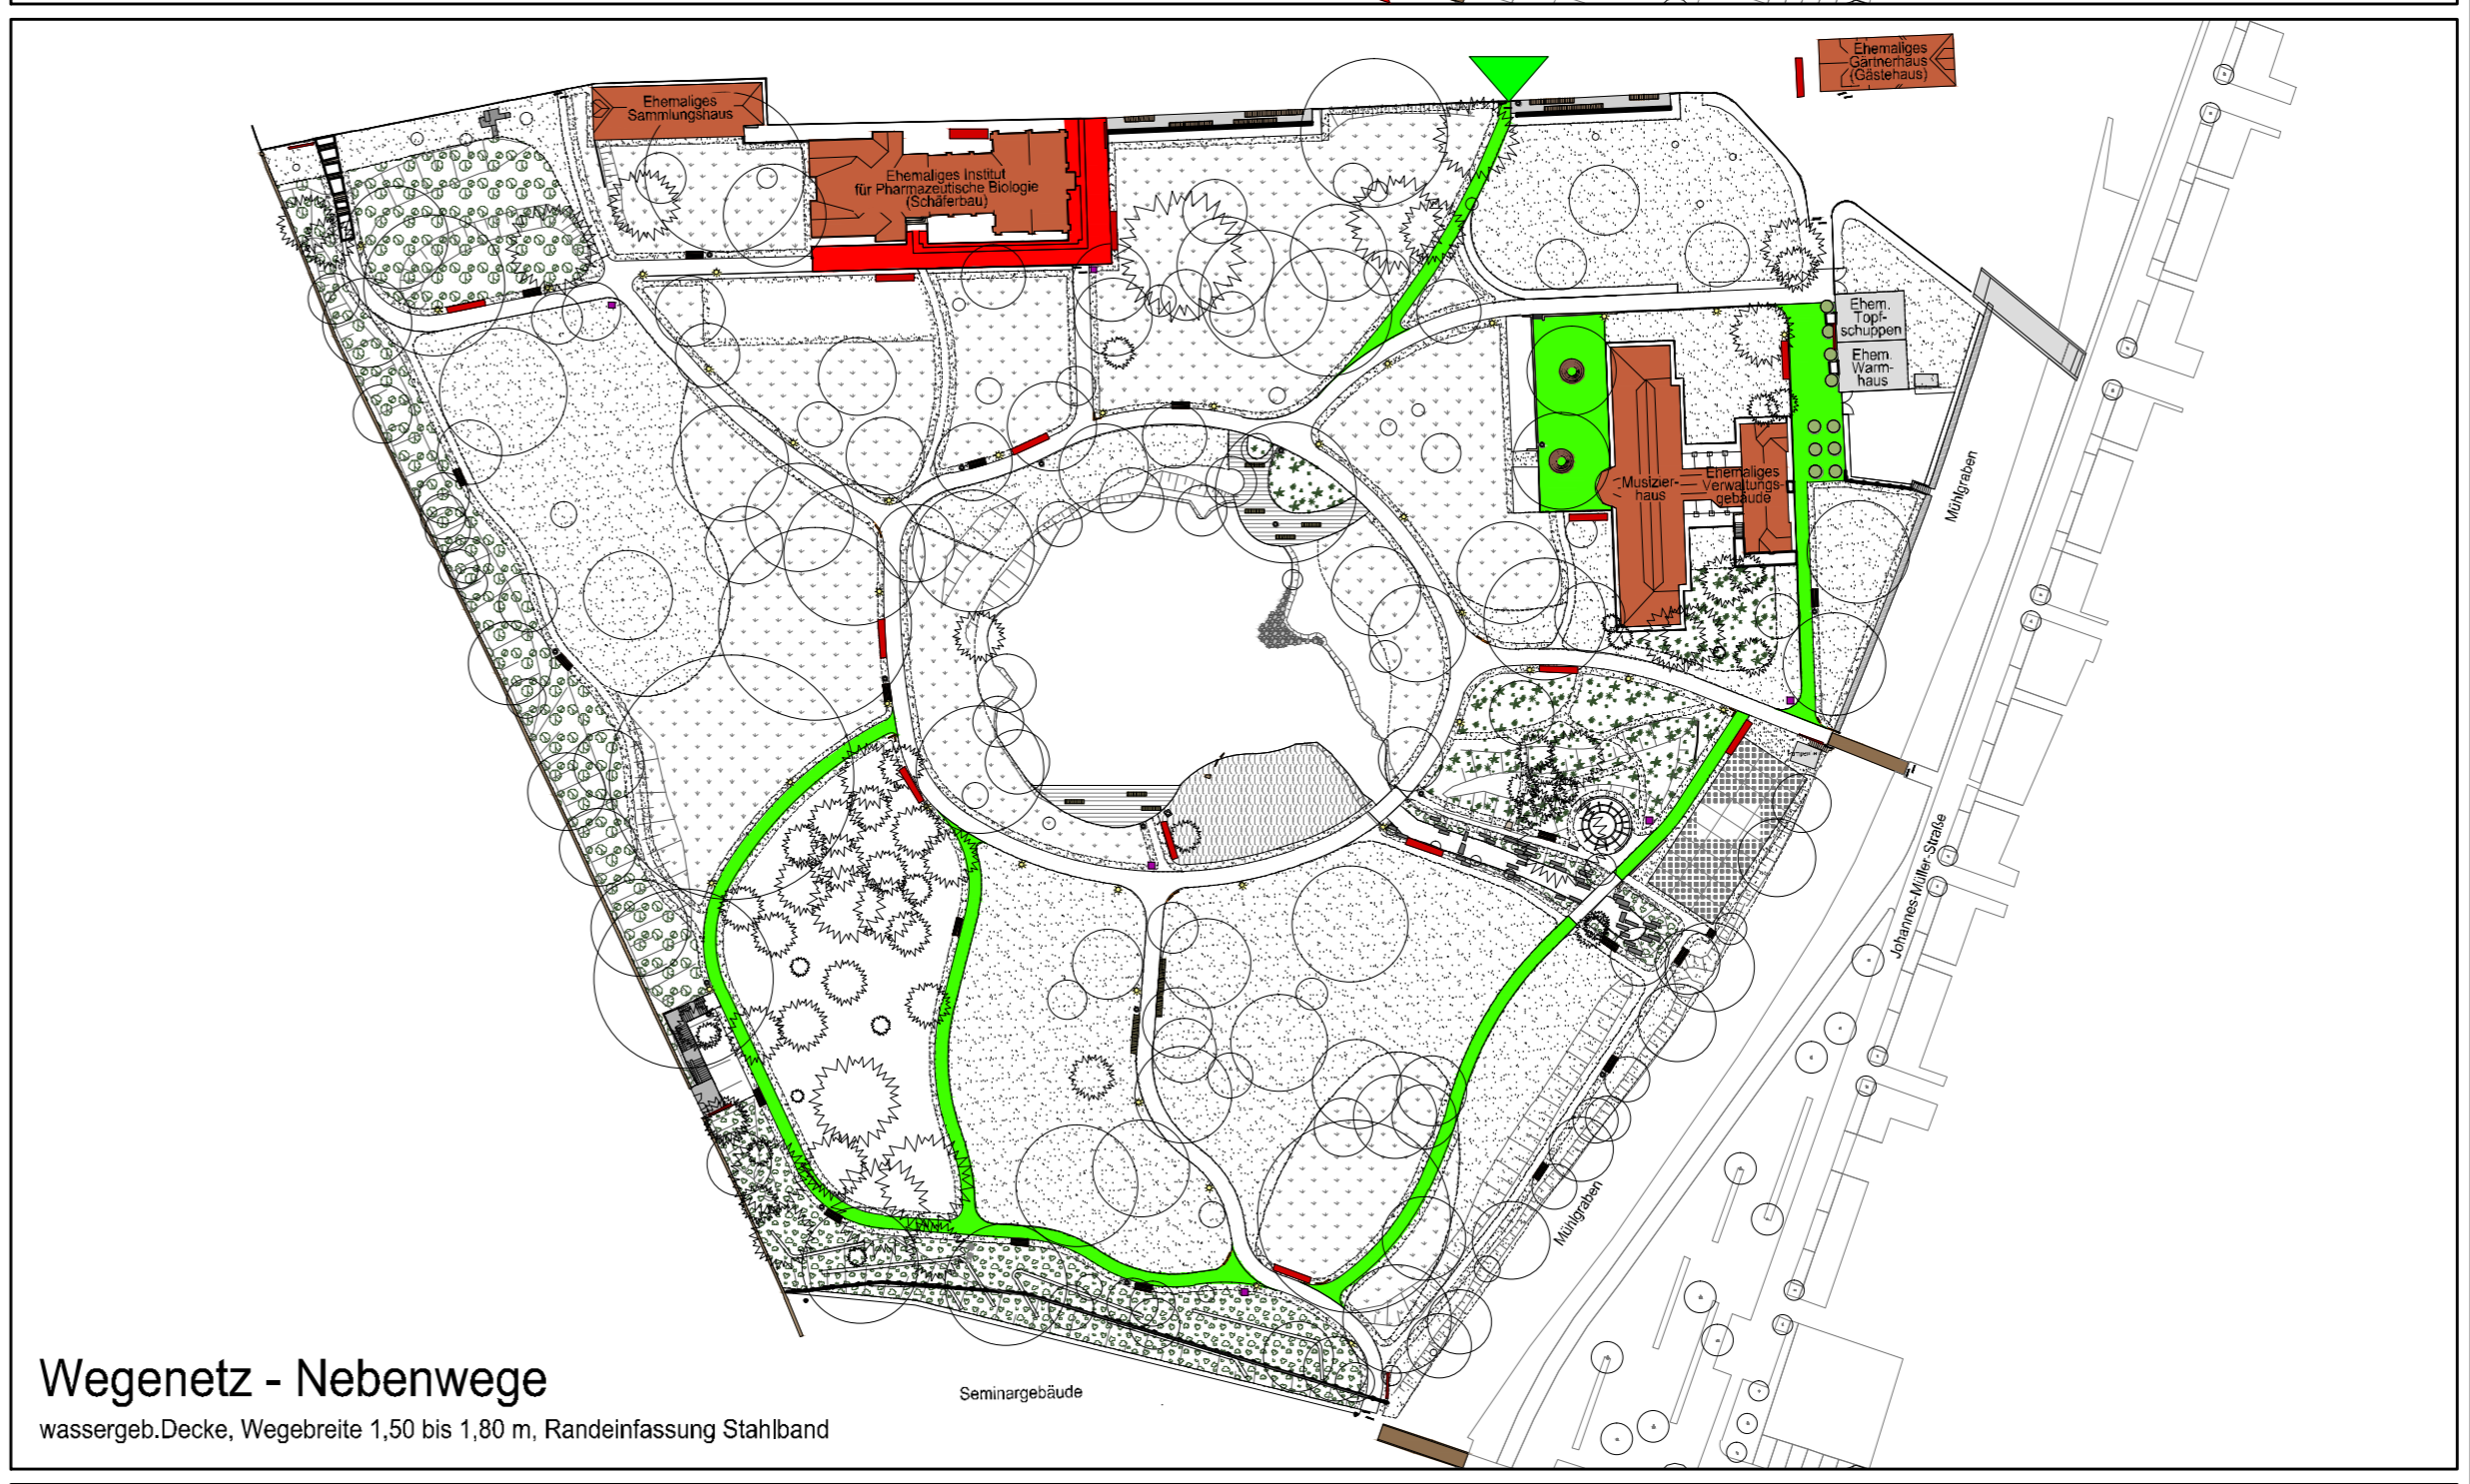 Ehemaliges
Gärtnerhaus
(Gästehaus)
Ehemaliges
Sammlungshaus
Ehemaliges Institut
für Pharmazeutische Biologie
(Schäferbau)
Ehem.
Topf-
schuppen
Ehem.
Warm-
haus
Musizier-
haus
Ehemaliges
Verwaltungs-
gebäude
Mühlgraben
Johannes-Müller-Straße
Mühlgraben
Seminargebäude
Wegenetz - Nebenwege
wassergeb.Decke, Wegebreite 1,50 bis 1,80 m, Randeinfassung Stahlband